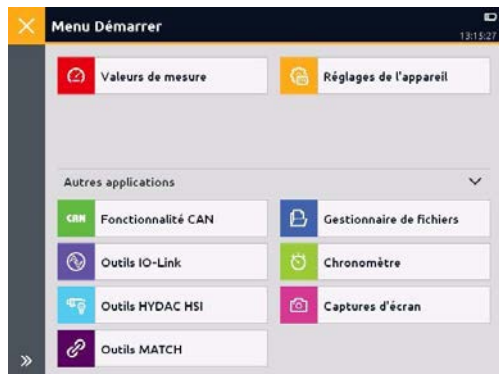 Menu Démarrer
13:15:27
Valeurs de mesure
Réglages de l'appareil
Autres applications
CAN Fonctionnalité CAN
Gestionnaire de fichiers
Outils IO-Link
Chronomètre
Outils HYDAC HSI
Captures d'écran
Outils MATCH